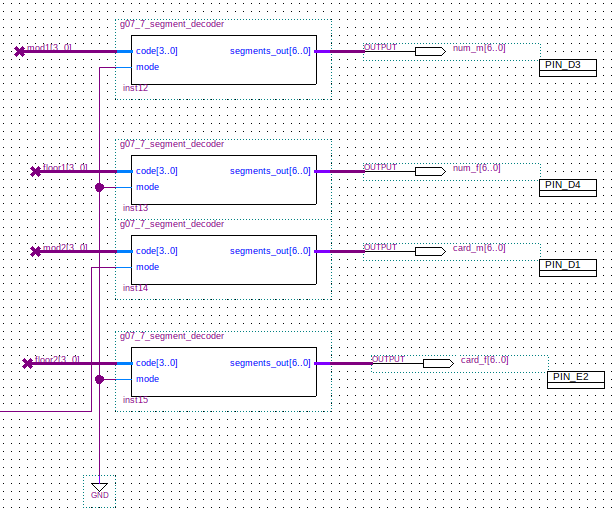 g07_7_segment_decoder
mod1[3..0]
code[3..0]
segments_out[6..0]
OUTPUT
num_m[6..0]
mode
PIN_D3
inst12
g07_7_segment_decoder
floor1[3..0]
code[3..0]
segments_out[6..0]
OUTPUT
num_f[6..0]
mode
PIN_D4
inst13
g07_7_segment_decoder
mod2[3..0]
code[3..0]
segments_out[6..0]
OUTPUT
card_m[6..0]
mode
PIN_D1
inst14
g07_7_segment_decoder
floor2[3..0]
code[3..0]
segments_out[6..0]
OUTPUT
card_f[6..0]
mode
PIN_E2
inst15
GND